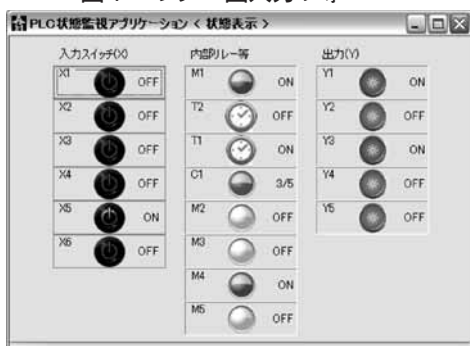 PLC状態監視アプリケーション < 状態表示 >
入力スイッチ(X)
X1 OFF
X2 OFF
X3 OFF
X4 OFF
X5 ON
X6 OFF
内部リレー等
M1 ON
T2 OFF
T1 ON
C1 3/5
M2 OFF
M3 OFF
M4 ON
M5 OFF
出力(Y)
Y1 ON
Y2 OFF
Y3 ON
Y4 OFF
Y5 OFF